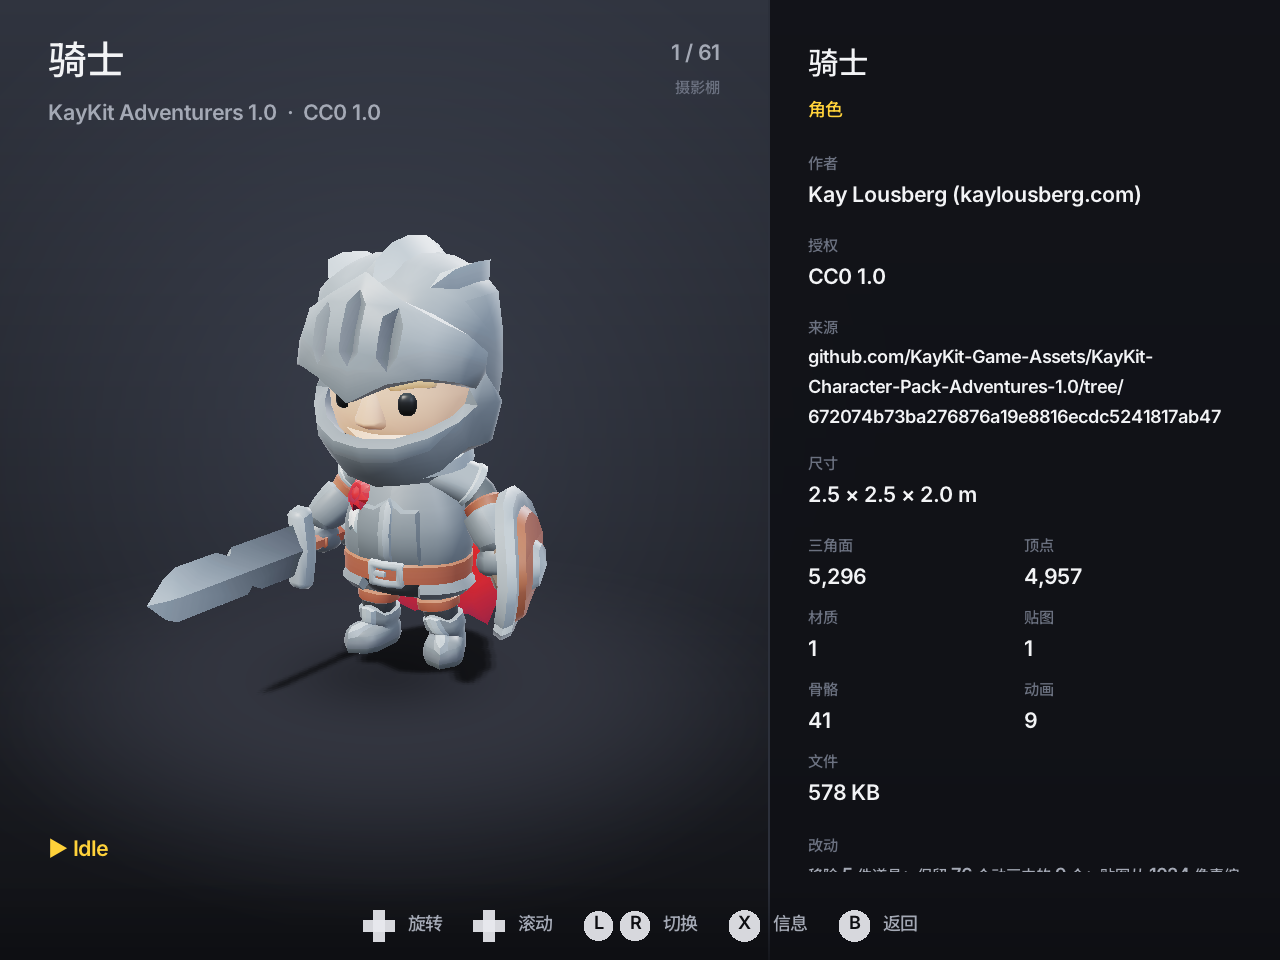 骑士
KayKit Adventurers 1.0 · CC0 1.0
1 / 61
摄影棚
▶ Idle
骑士
角色
作者
Kay Lousberg (kaylousberg.com)
授权
CC0 1.0
来源
github.com/KayKit-Game-Assets/KayKit-
Character-Pack-Adventures-1.0/tree/
672074b73ba276876a19e8816ecdc5241817ab47
尺寸
2.5 × 2.5 × 2.0 m
三角面 顶点
5,296 4,957
材质 贴图
1 1
骨骼 动画
41 9
文件
578 KB
改动
旋转 滚动 L R 切换 X 信息 B 返回